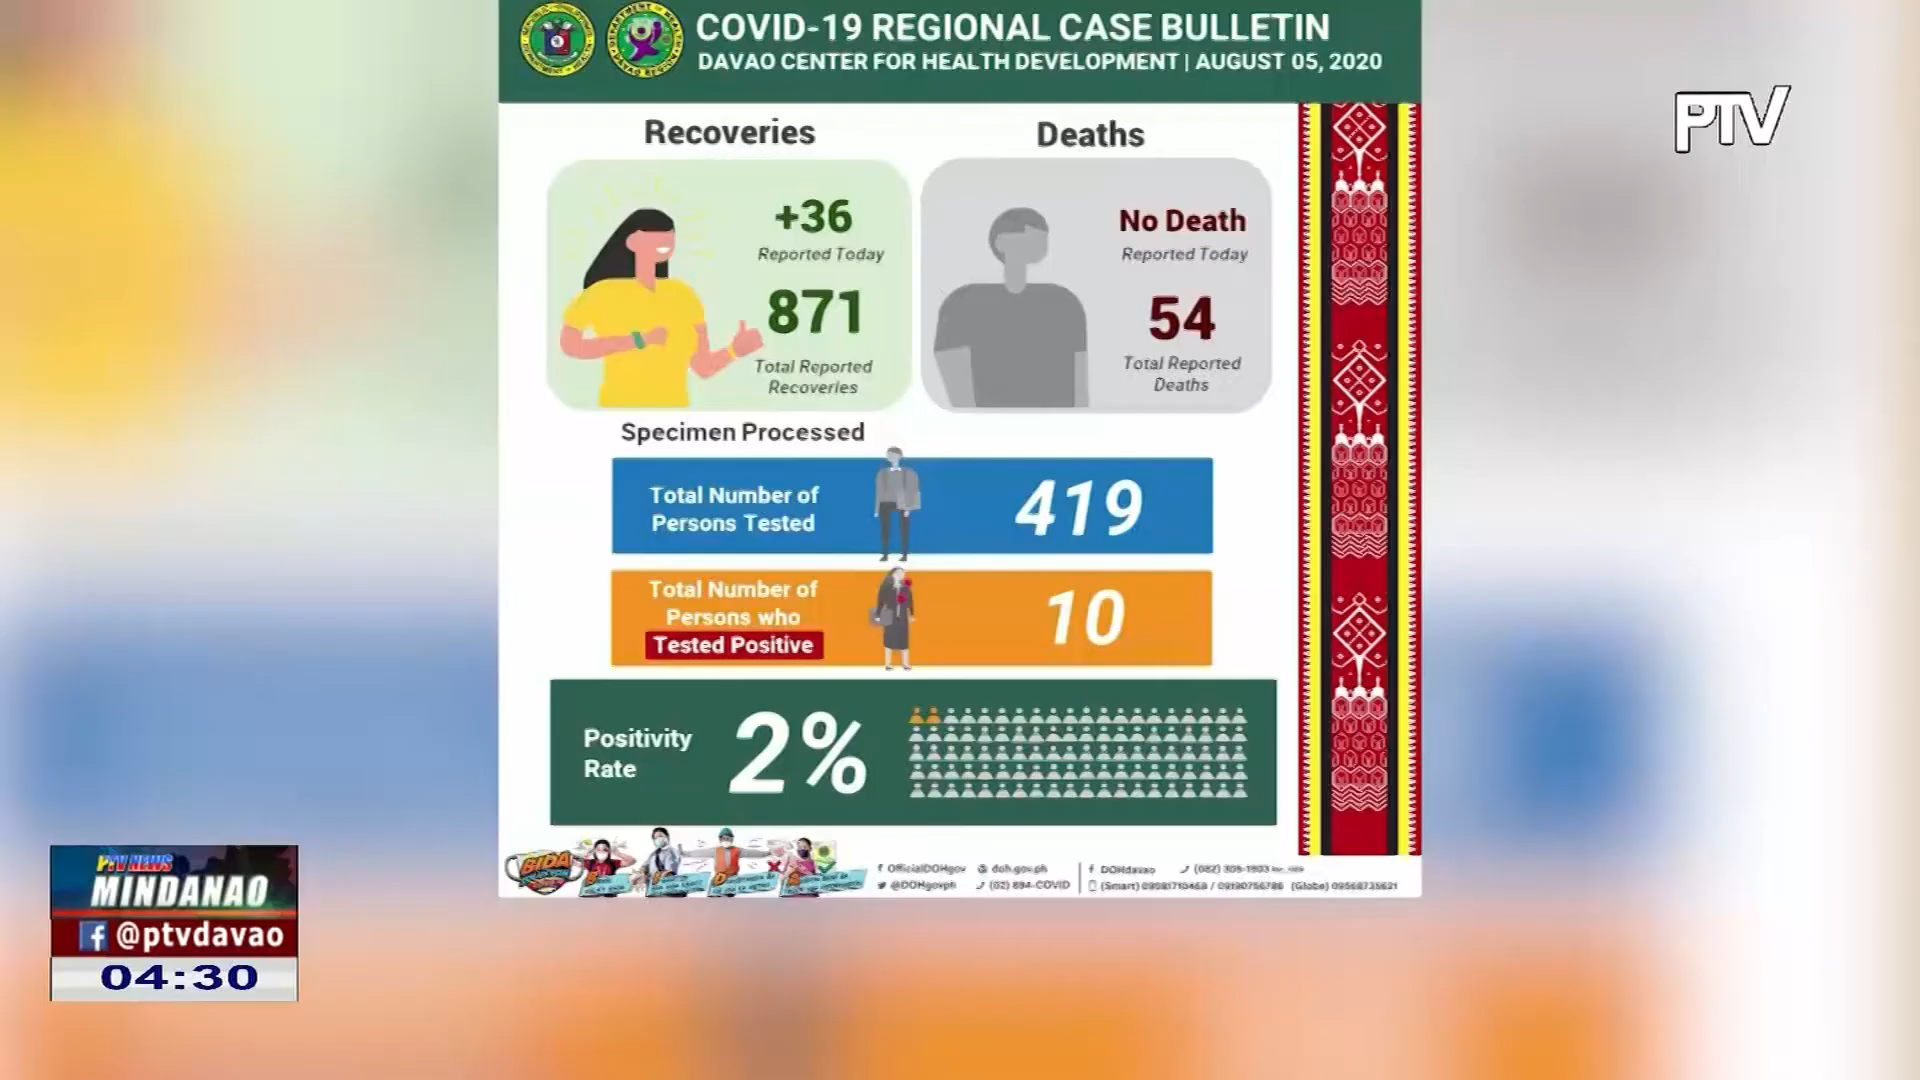 COVID-19 REGIONAL CASE BULLETIN
DAVAO CENTER FOR HEALTH DEVELOPMENT | AUGUST 05, 2020
PTV
Recoveries
+36
Reported Today
871
Total Reported
Recoveries
Deaths
No Death
Reported Today
54
Total Reported
Deaths
Specimen Processed
Total Number of
Persons Tested
419
Total Number of
Persons who
Tested Positive
10
Positivity
Rate
2%
BIDA
OfficialDOHgov
doh.gov.ph
@DOHgovph
(02) 894-COVID
DOHdavao
PTV NEWS
MINDANAO
@ptvdavao
04:30